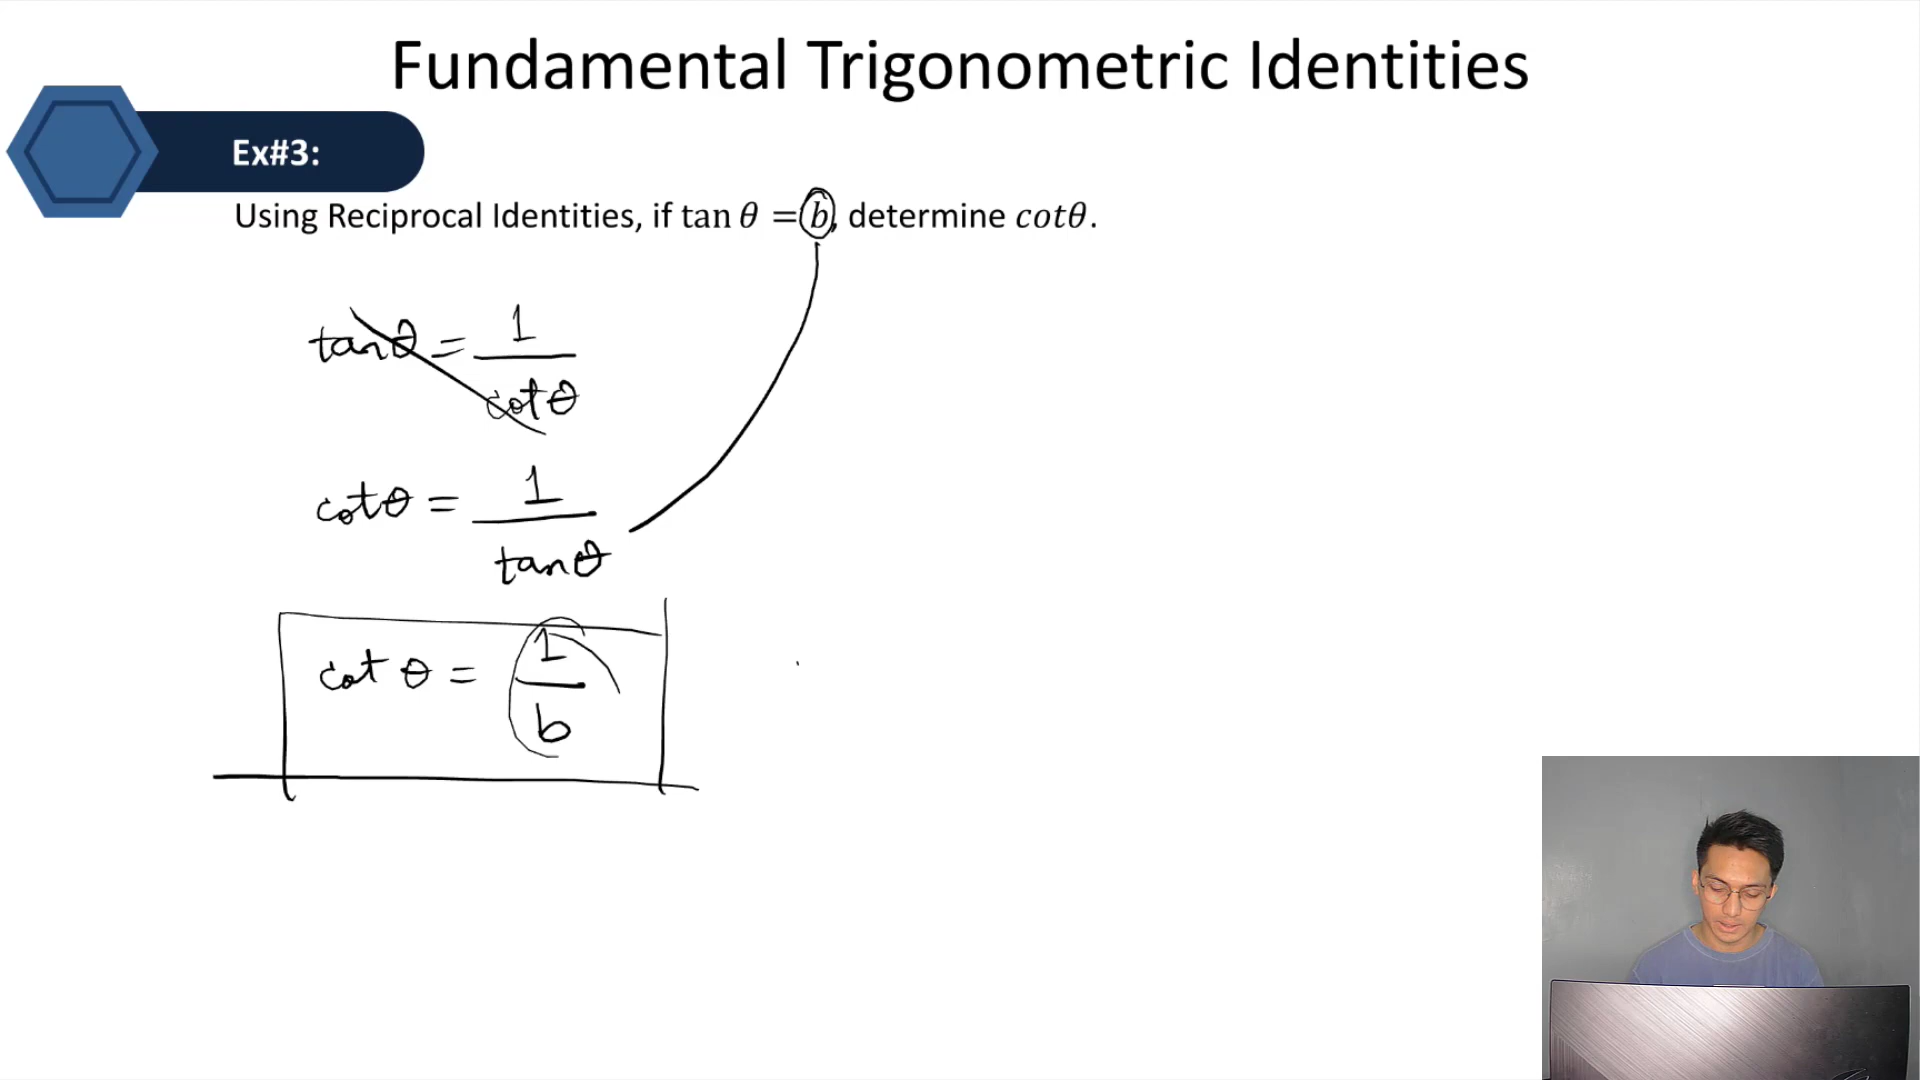 Fundamental Trigonometric Identities
Ex#3:
Using Reciprocal Identities, if tan θ = b, determine cotθ.
tanθ = 1/cotθ
cotθ = 1/tanθ
cot θ = 1/b